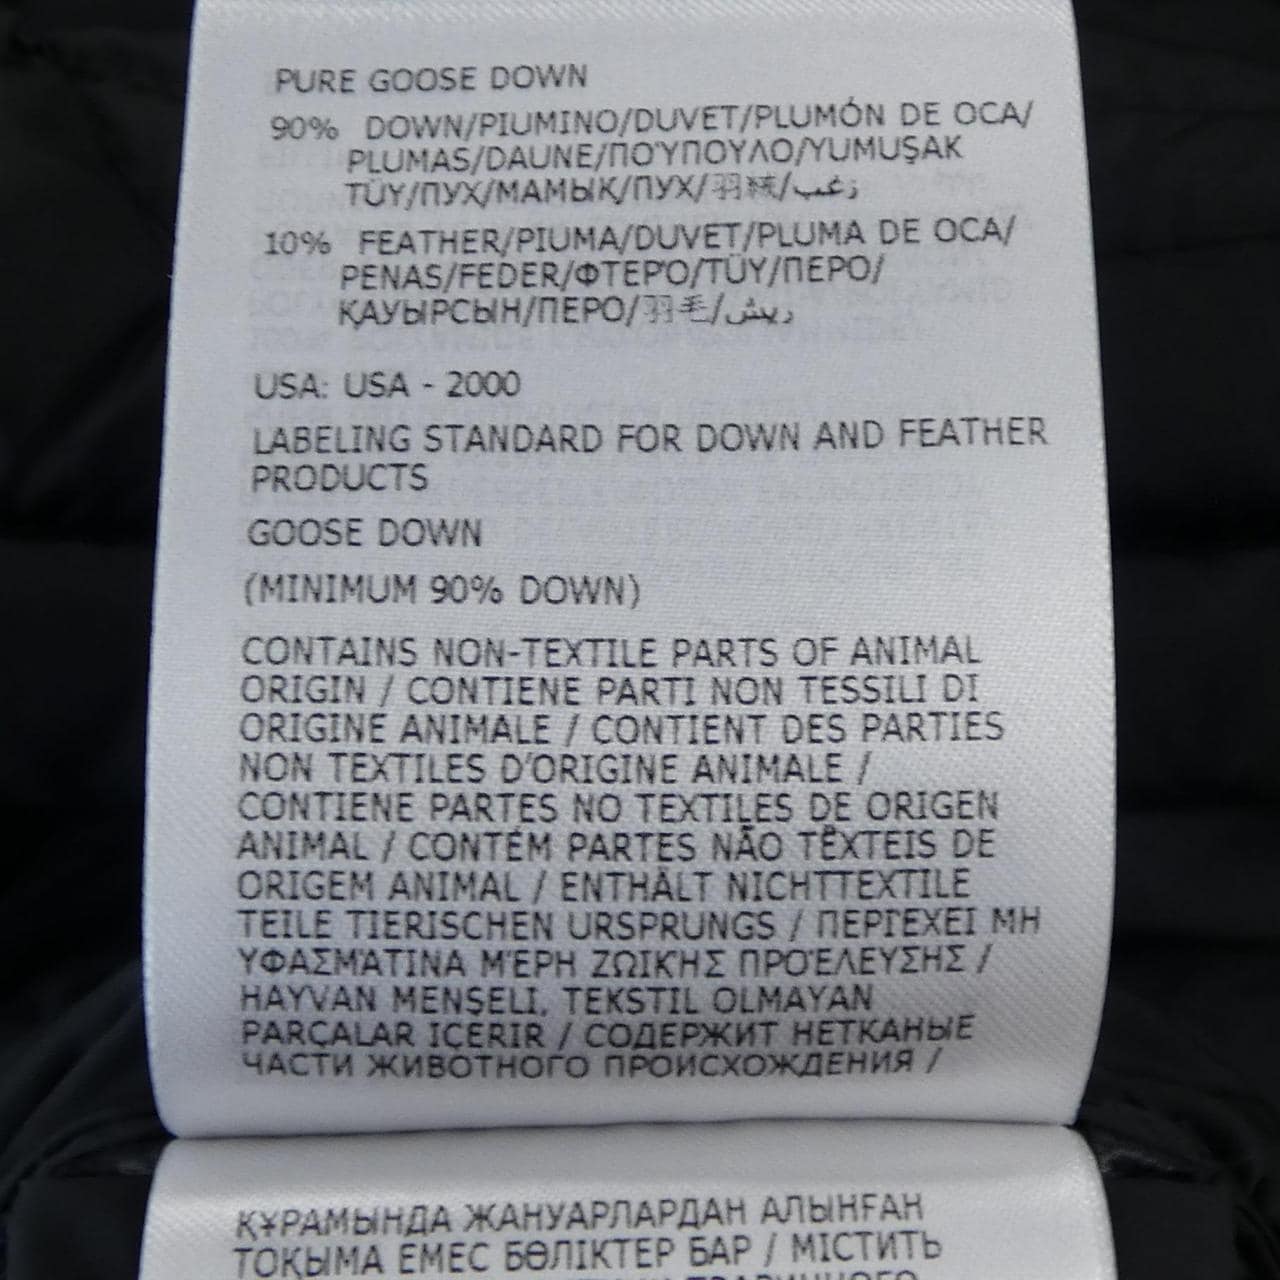 PURE GOOSE DOWN
90% DOWN/PIUMINO/DUVET/PLUMÓN DE OCA/
PLUMAS/DAUNE/ΠΟΎΠΟΥΛΟ/YUMUŞAK
TÜY/ПУХ/МАМЫҚ/ПУХ/羽絨/زغب
10% FEATHER/PIUMA/DUVET/PLUMA DE OCA/
PENAS/FEDER/ΦΤΕΡΌ/TÜY/ПЕРО/
ҚАУЫРСЫН/ПЕРО/羽毛/ريش
USA: USA - 2000
LABELING STANDARD FOR DOWN AND FEATHER
PRODUCTS
GOOSE DOWN
(MINIMUM 90% DOWN)
CONTAINS NON-TEXTILE PARTS OF ANIMAL
ORIGIN / CONTIENE PARTI NON TESSILI DI
ORIGINE ANIMALE / CONTIENT DES PARTIES
NON TEXTILES D'ORIGINE ANIMALE /
CONTIENE PARTES NO TEXTILES DE ORIGEN
ANIMAL / CONTÉM PARTES NÃO TÊXTEIS DE
ORIGEM ANIMAL / ENTHÄLT NICHTTEXTILE
TEILE TIERISCHEN URSPRUNGS / ΠΕΡΙΕΧΕΙ ΜΗ
ΥΦΑΣΜΆΤΙΝΑ ΜΈΡΗ ΖΩΙΚΗΣ ΠΡΟΈΛΕΥΣΗΣ /
HAYVAN MENŞELI, TEKSTIL OLMAYAN
PARÇALAR IÇERIR / СОДЕРЖИТ НЕТКАНЫЕ
ЧАСТИ ЖИВОТНОГО ПРОИСХОЖДЕНИЯ /
ҚҰРАМЫНДА ЖАНУАРЛАРДАН АЛЫНҒАН
ТОҚЫМА ЕМЕС БӨЛІКТЕР БАР / МІСТИТЬ